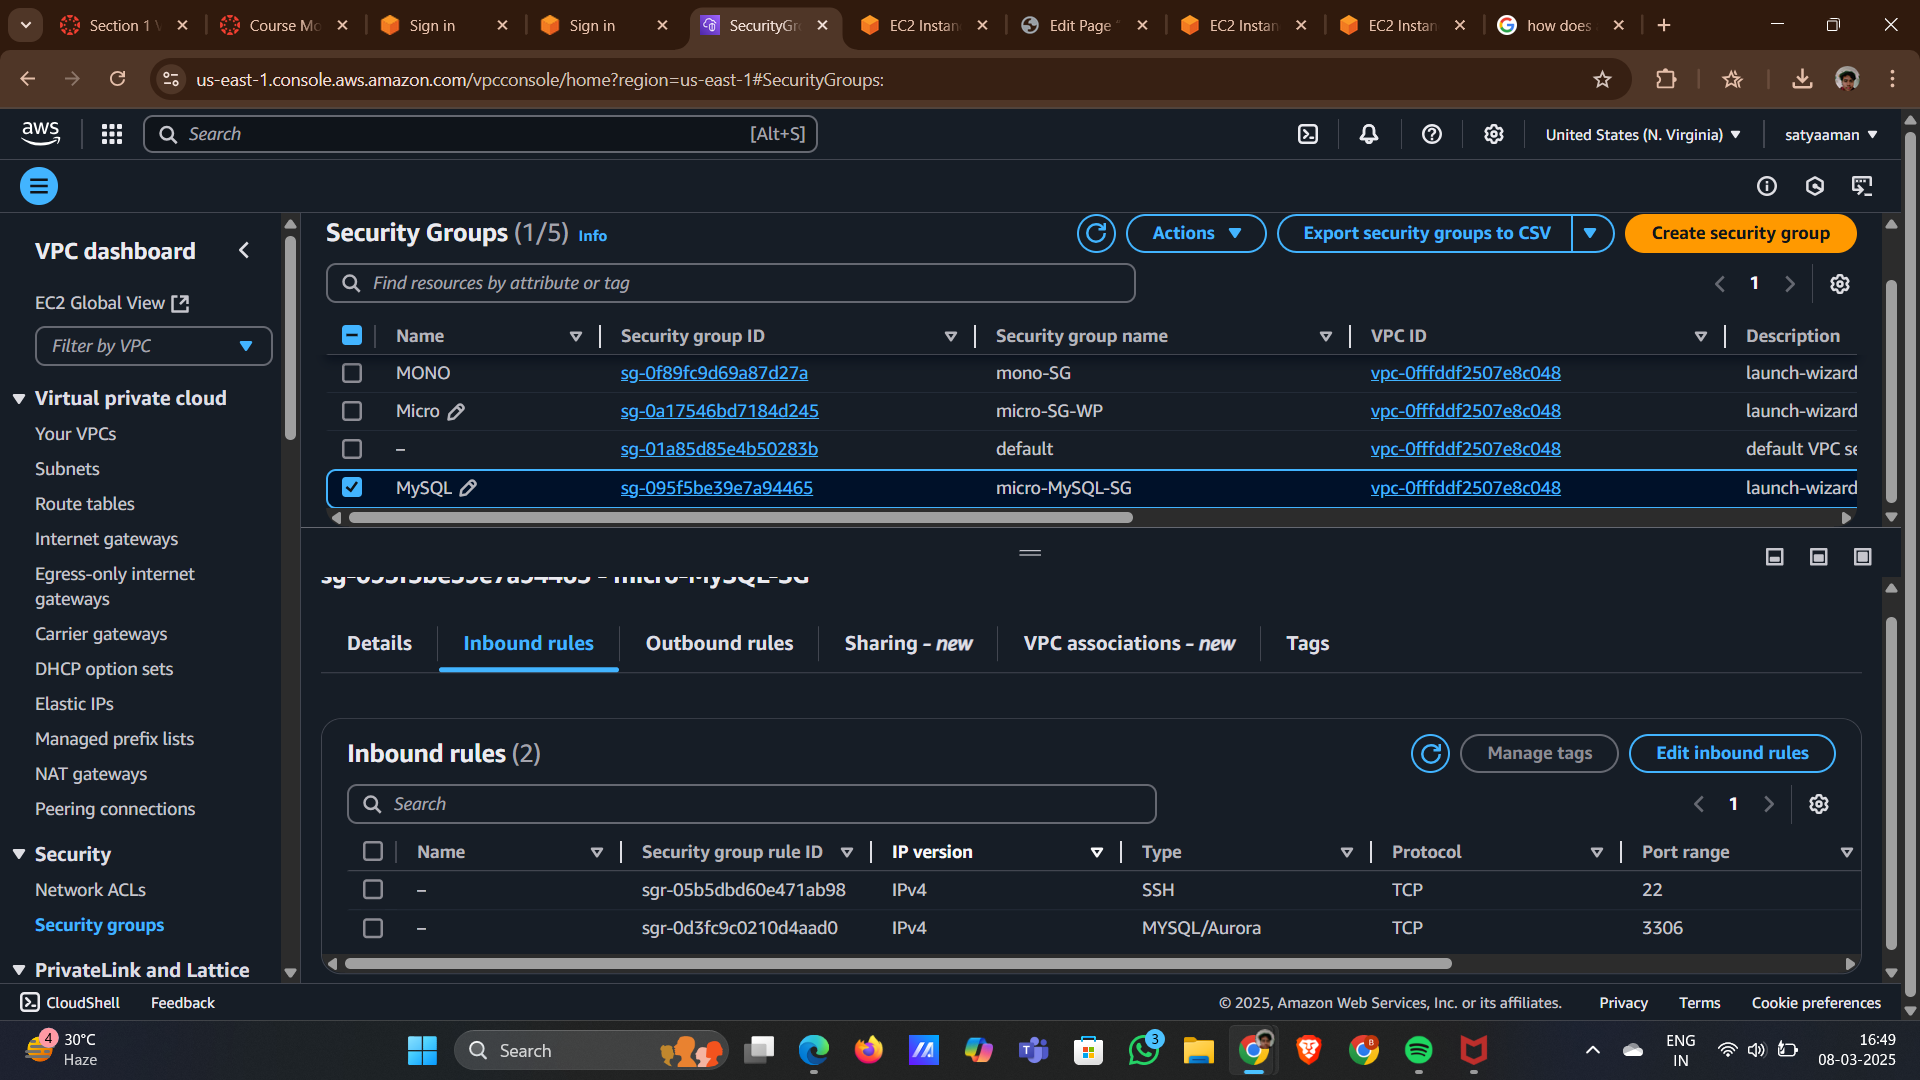 Section 1
Course Mo
Sign in
Sign in
SecurityGr
EC2 Instan
Edit Page
EC2 Instan
EC2 Instan
how does
us-east-1.console.aws.amazon.com/vpcconsole/home?region=us-east-1#SecurityGroups:
aws
Search
[Alt+S]
United States (N. Virginia)
satyaaman
VPC dashboard
EC2 Global View
Filter by VPC
Virtual private cloud
Your VPCs
Subnets
Route tables
Internet gateways
Egress-only internet
gateways
Carrier gateways
DHCP option sets
Elastic IPs
Managed prefix lists
NAT gateways
Peering connections
Security
Network ACLs
Security groups
PrivateLink and Lattice
Security Groups (1/5) Info
Actions
Export security groups to CSV
Create security group
Find resources by attribute or tag
1
Name Security group ID Security group name VPC ID Description
MONO sg-0f89fc9d69a87d27a mono-SG vpc-0fffddf2507e8c048 launch-wizard
Micro sg-0a17546bd7184d245 micro-SG-WP vpc-0fffddf2507e8c048 launch-wizard
– sg-01a85d85e4b50283b default vpc-0fffddf2507e8c048 default VPC se
MySQL sg-095f5be39e7a94465 micro-MySQL-SG vpc-0fffddf2507e8c048 launch-wizard
sg-095f5be39e7a94465 - micro-MySQL-SG
Details
Inbound rules
Outbound rules
Sharing - new
VPC associations - new
Tags
Inbound rules (2)
Manage tags
Edit inbound rules
Search
1
Name Security group rule ID IP version Type Protocol Port range
– sgr-05b5dbd60e471ab98 IPv4 SSH TCP 22
– sgr-0d3fc9c0210d4aad0 IPv4 MYSQL/Aurora TCP 3306
CloudShell
Feedback
© 2025, Amazon Web Services, Inc. or its affiliates.
Privacy
Terms
Cookie preferences
4
30°C
Haze
Search
3
ENG
IN
16:49
08-03-2025